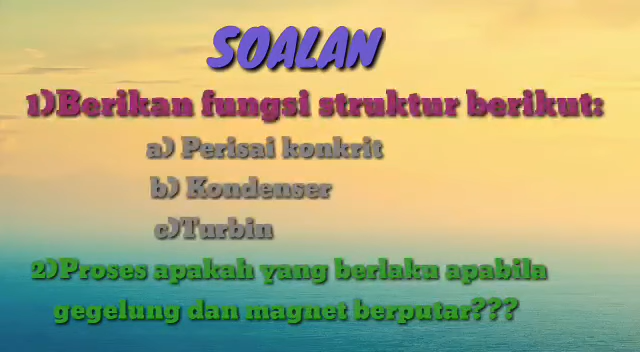 SOALAN
1)Berikan fungsi struktur berikut:
a) Perisai konkrit
b) Kondenser
c)Turbin
2)Proses apakah yang berlaku apabila
gegelung dan magnet berputar???